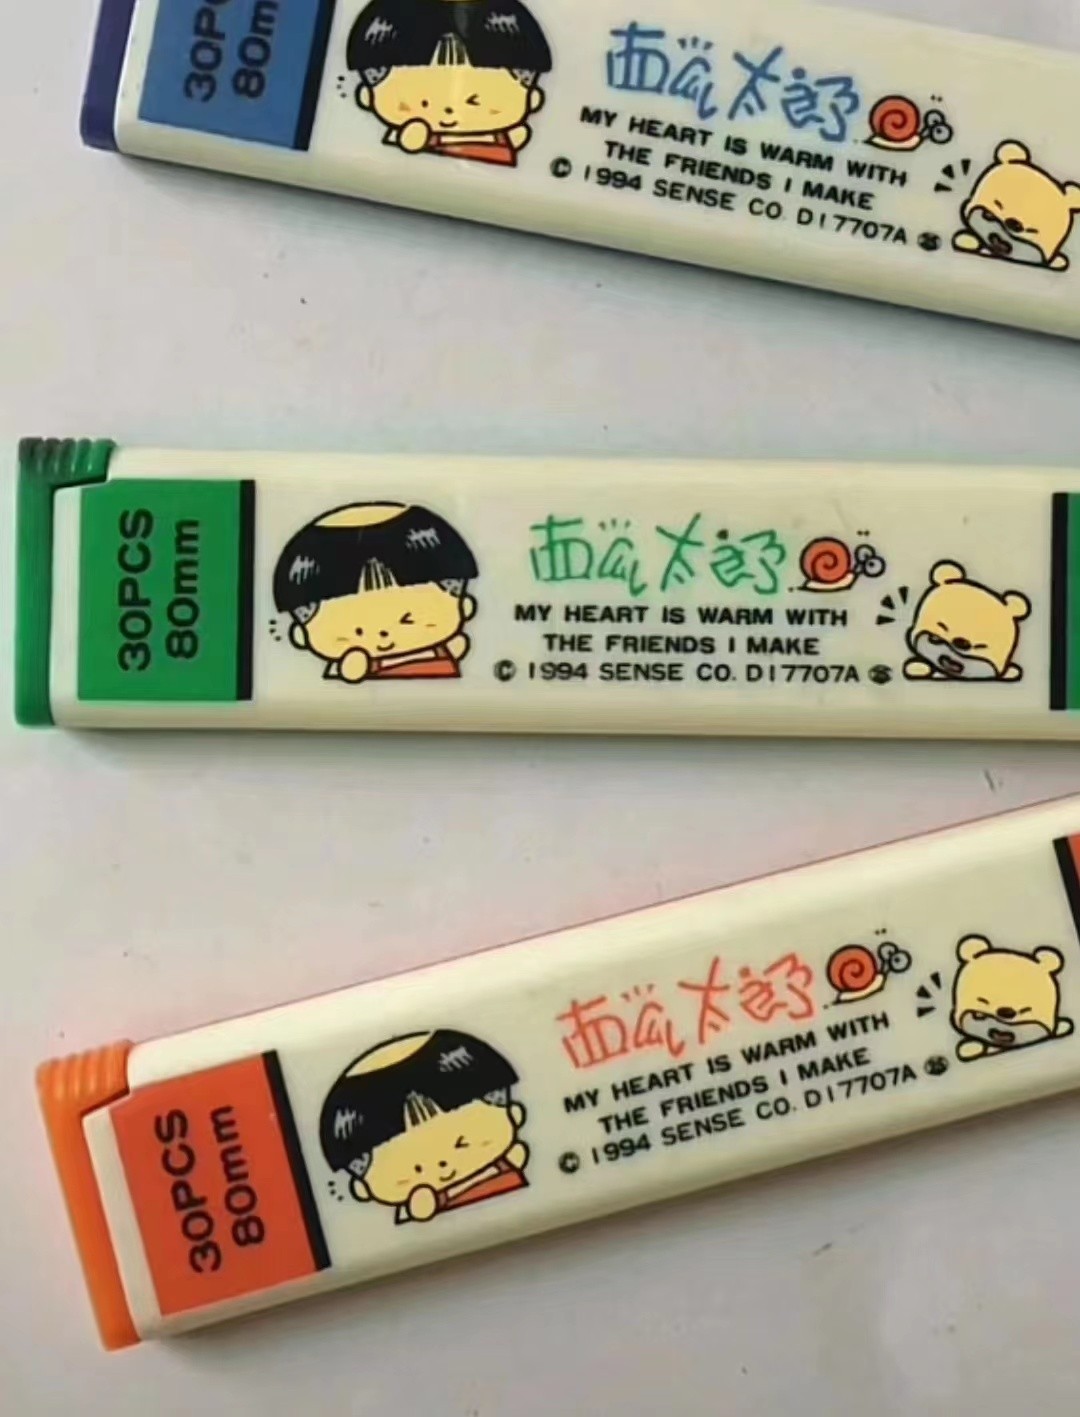 30PC
80m
西瓜太郎
MY HEART IS WARM WITH
THE FRIENDS I MAKE
© 1994 SENSE CO. D17707A
30PCS
80mm
西瓜太郎
MY HEART IS WARM WITH
THE FRIENDS I MAKE
© 1994 SENSE CO. D17707A
30PCS
80mm
西瓜太郎
MY HEART IS WARM WITH
THE FRIENDS I MAKE
© 1994 SENSE CO. D17707A